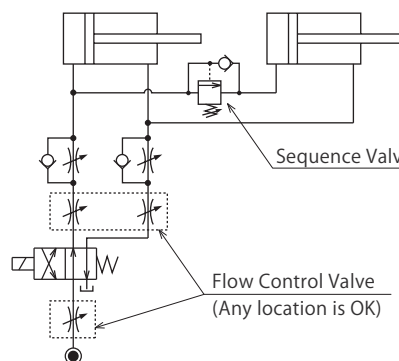 Sequence Valv
Flow Control Valve
(Any location is OK)